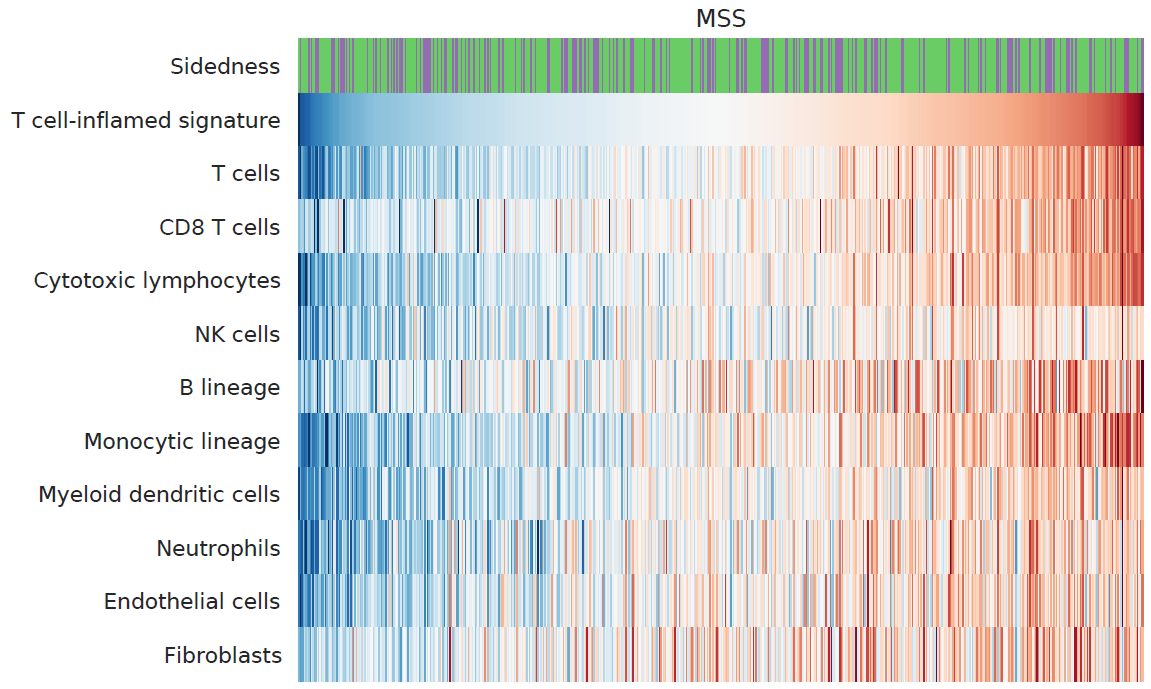 MSS
Sidedness
T cell-inflamed signature
T cells
CD8 T cells
Cytotoxic lymphocytes
NK cells
B lineage
Monocytic lineage
Myeloid dendritic cells
Neutrophils
Endothelial cells
Fibroblasts